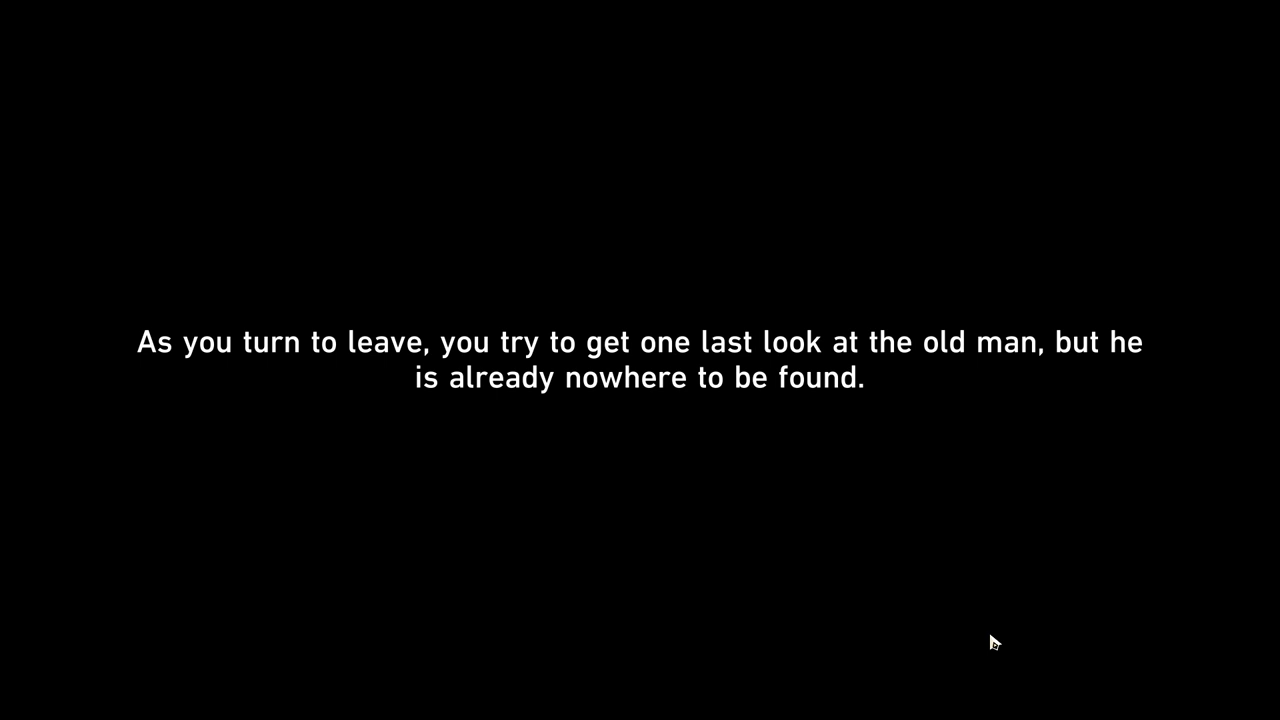 As you turn to leave, you try to get one last look at the old man, but he
is already nowhere to be found.